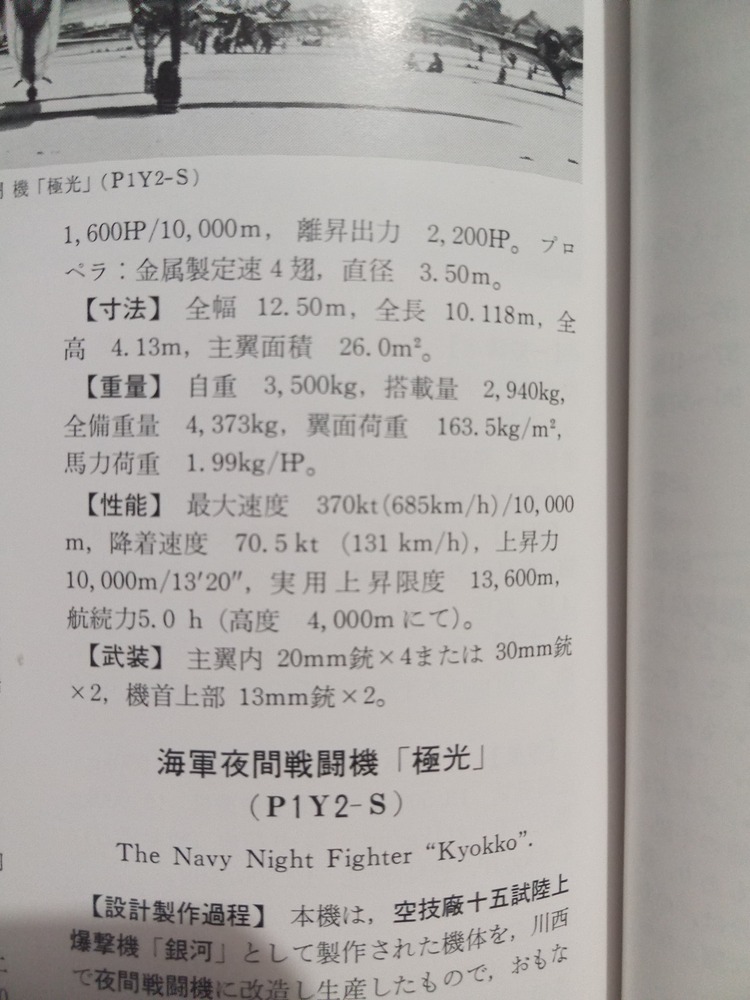 機「極光」(P1Y2-S)
1,600HP/10,000m, 離昇出力 2,200HP。プロ
ペラ:金属製定速4翅, 直径 3.50m。
【寸法】 全幅 12.50m, 全長 10.118m, 全
高 4.13m, 主翼面積 26.0m²。
【重量】 自重 3,500kg, 搭載量 2,940kg,
全備重量 4,373kg, 翼面荷重 163.5kg/m²,
馬力荷重 1.99kg/HP。
【性能】 最大速度 370kt(685km/h)/10,000
m, 降着速度 70.5kt (131 km/h), 上昇力
10,000m/13′20″, 実用上昇限度 13,600m,
航続力5.0 h (高度 4,000mにて)。
【武装】 主翼内 20mm銃×4または 30mm銃
×2, 機首上部 13mm銃×2。
海軍夜間戦闘機「極光」
(P1Y2-S)
The Navy Night Fighter “Kyokko”.
【設計製作過程】 本機は, 空技廠十五試陸上
爆撃機「銀河」として製作された機体を, 川西
で夜間戦闘機に改造し生産したもので, おもな